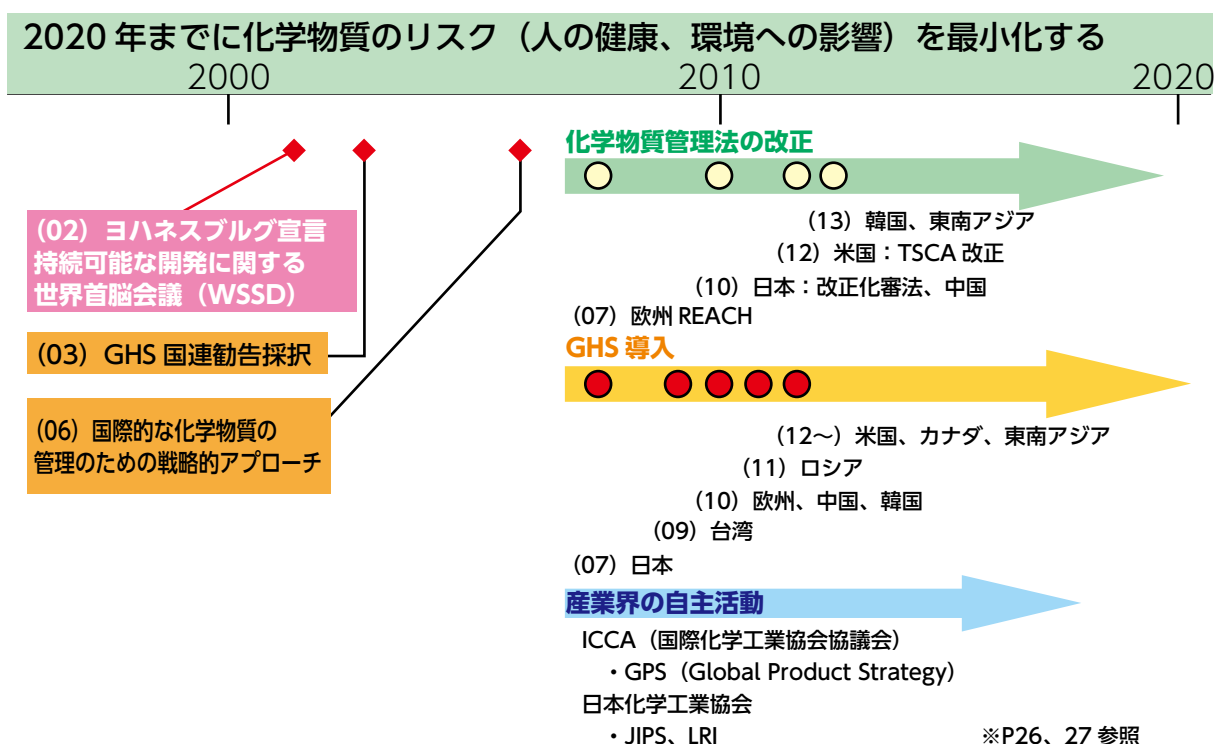 2020 年までに化学物質のリスク（人の健康、環境への影響）を最小化する
2000
2010
2020
（02）ヨハネスブルグ宣言
持続可能な開発に関する
世界首脳会議（WSSD）
（03）GHS 国連勧告採択
（06）国際的な化学物質の
管理のための戦略的アプローチ
化学物質管理法の改正
（13）韓国、東南アジア
（12）米国：TSCA 改正
（10）日本：改正化審法、中国
（07）欧州 REACH
GHS 導入
（12〜）米国、カナダ、東南アジア
（11）ロシア
（10）欧州、中国、韓国
（09）台湾
（07）日本
産業界の自主活動
ICCA（国際化学工業協会協議会）
・GPS（Global Product Strategy）
日本化学工業協会
・JIPS、LRI
※P26、27 参照